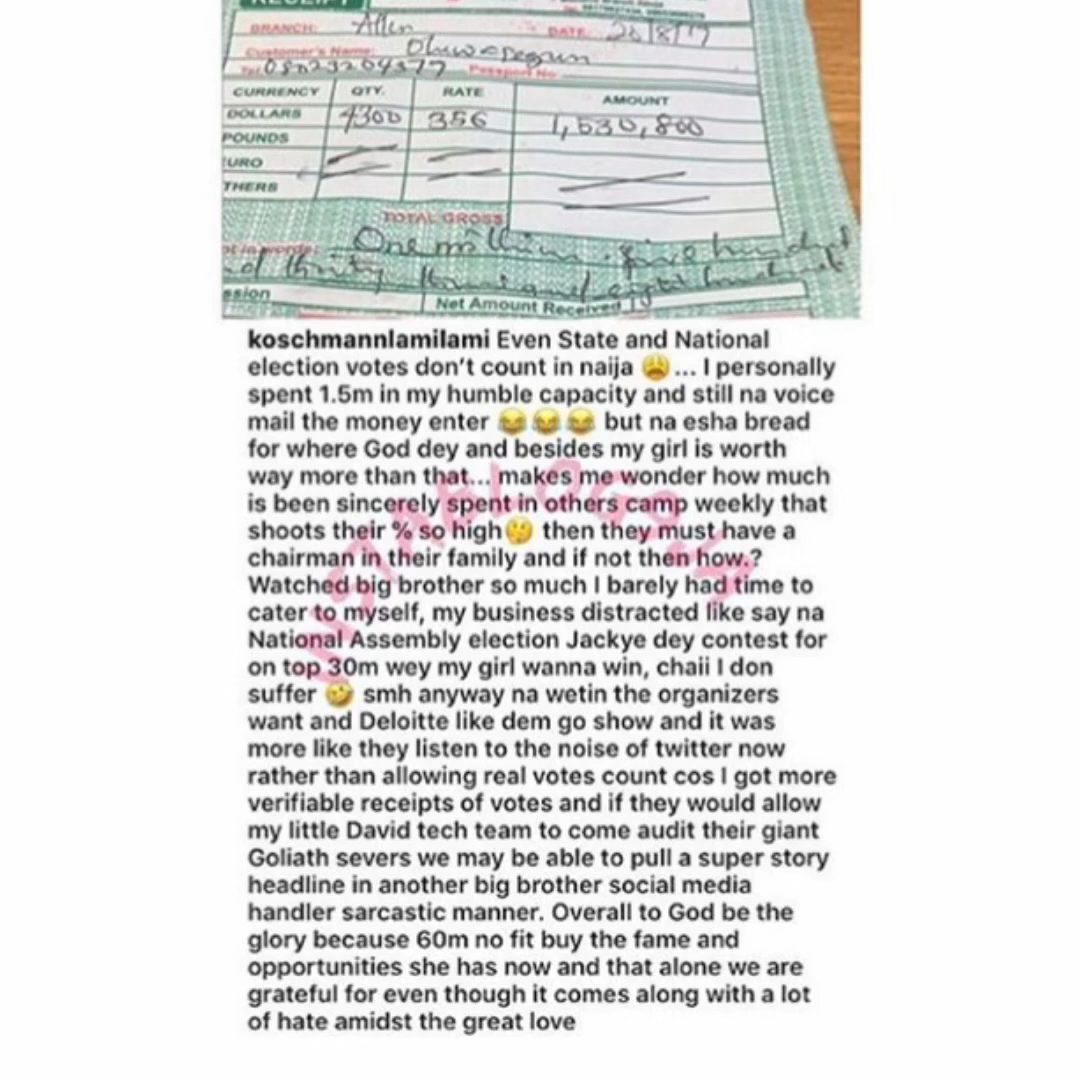 RECEIPT
BRANCH: Allen DATE: 20/8/17
Customer's Name: Oluwasegun
Tel: 08023204377 Passport No
CURRENCY QTY. RATE AMOUNT
DOLLARS 4300 356 1,530,800
POUNDS
EURO
THERS
TOTAL GROSS
One million five hundred
thirty thousand eight hundred
ssion Net Amount Received
koschmannlamilami Even State and National
election votes don’t count in naija 😩... I personally
spent 1.5m in my humble capacity and still na voice
mail the money enter 😂😂😂 but na esha bread
for where God dey and besides my girl is worth
way more than that... makes me wonder how much
is been sincerely spent in others camp weekly that
shoots their % so high🤔 then they must have a
chairman in their family and if not then how.?
Watched big brother so much I barely had time to
cater to myself, my business distracted like say na
National Assembly election Jackye dey contest for
on top 30m wey my girl wanna win, chaii I don
suffer 🤣 smh anyway na wetin the organizers
want and Deloitte like dem go show and it was
more like they listen to the noise of twitter now
rather than allowing real votes count cos I got more
verifiable receipts of votes and if they would allow
my little David tech team to come audit their giant
Goliath severs we may be able to pull a super story
headline in another big brother social media
handler sarcastic manner. Overall to God be the
glory because 60m no fit buy the fame and
opportunities she has now and that alone we are
grateful for even though it comes along with a lot
of hate amidst the great love